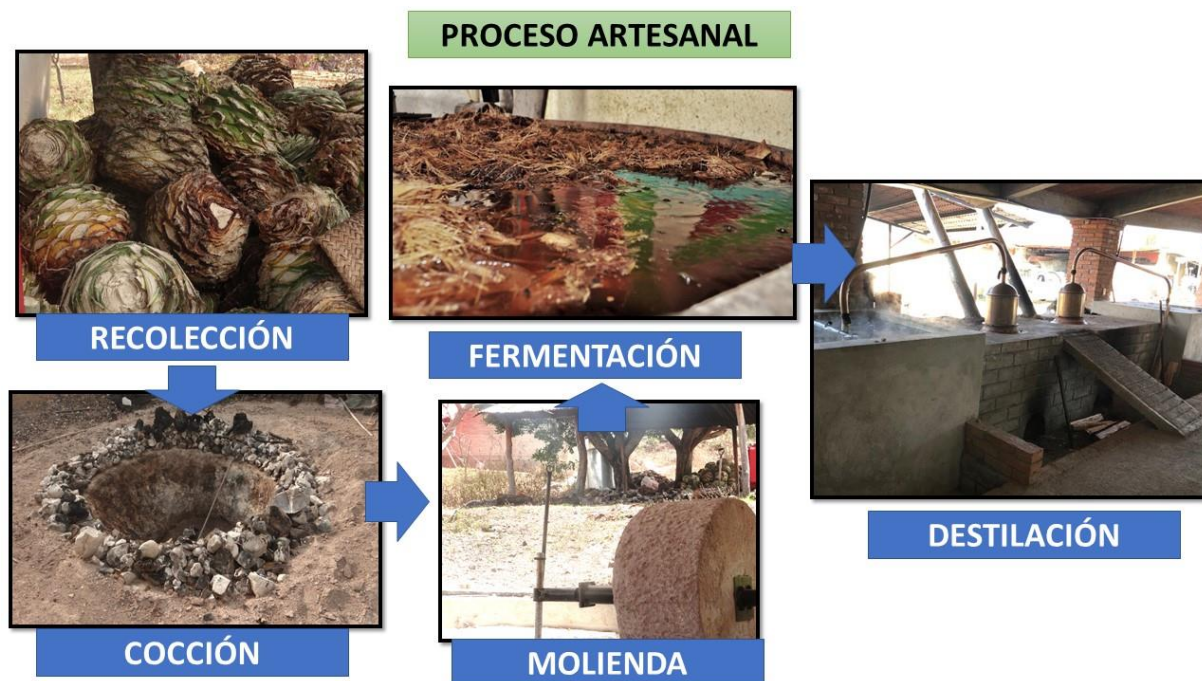 PROCESO ARTESANAL
RECOLECCIÓN
COCCIÓN
MOLIENDA
FERMENTACIÓN
DESTILACIÓN